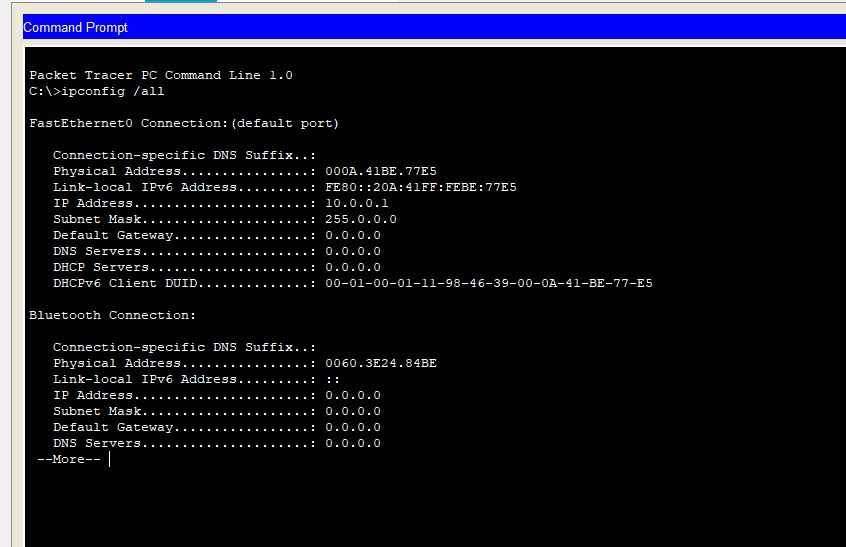 Command Prompt
Packet Tracer PC Command Line 1.0
C:\>ipconfig /all
FastEthernet0 Connection:(default port)
Connection-specific DNS Suffix..:
Physical Address................: 000A.41BE.77E5
Link-local IPv6 Address.........: FE80::20A:41FF:FEBE:77E5
IP Address......................: 10.0.0.1
Subnet Mask.....................: 255.0.0.0
Default Gateway.................: 0.0.0.0
DNS Servers.....................: 0.0.0.0
DHCP Servers....................: 0.0.0.0
DHCPv6 Client DUID..............: 00-01-00-01-11-98-46-39-00-0A-41-BE-77-E5
Bluetooth Connection:
Connection-specific DNS Suffix..:
Physical Address................: 0060.3E24.84BE
Link-local IPv6 Address.........: ::
IP Address......................: 0.0.0.0
Subnet Mask.....................: 0.0.0.0
Default Gateway.................: 0.0.0.0
DNS Servers.....................: 0.0.0.0
--More--